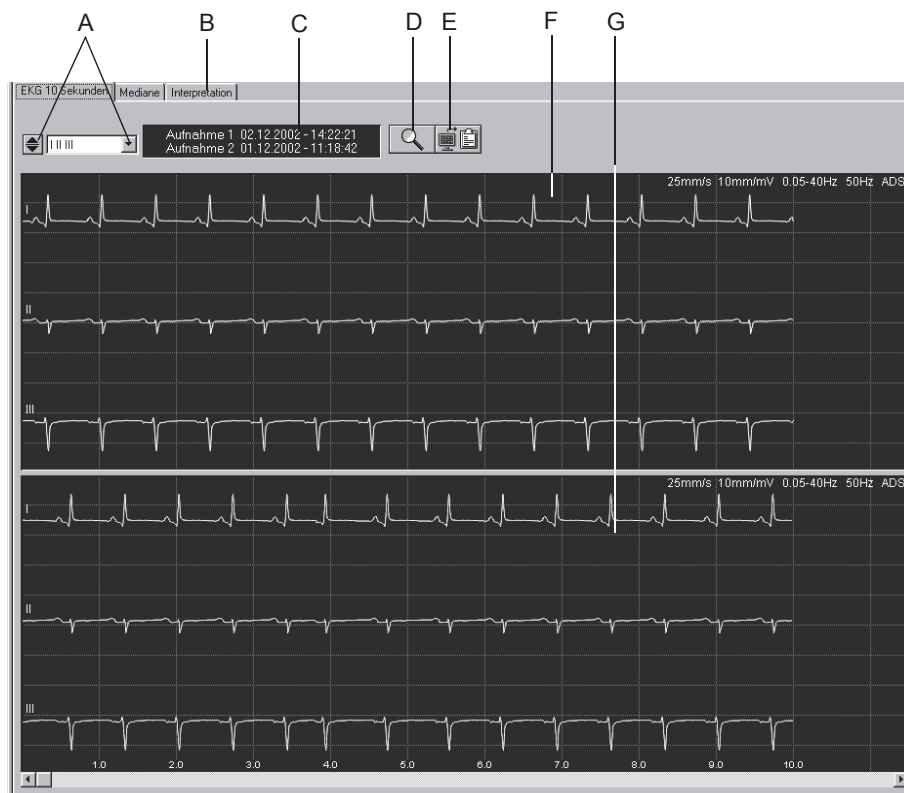 A B C D E F G
EKG 10 Sekunden Mediane Interpretation
I II III
Aufnahme 1 02.12.2002 - 14:22:21
Aufnahme 2 01.12.2002 - 11:18:42
25mm/s 10mm/mV 0.05-40Hz 50Hz ADS
I
II
III
25mm/s 10mm/mV 0.05-40Hz 50Hz ADS
I
II
III
1.0 2.0 3.0 4.0 5.0 6.0 7.0 8.0 9.0 10.0